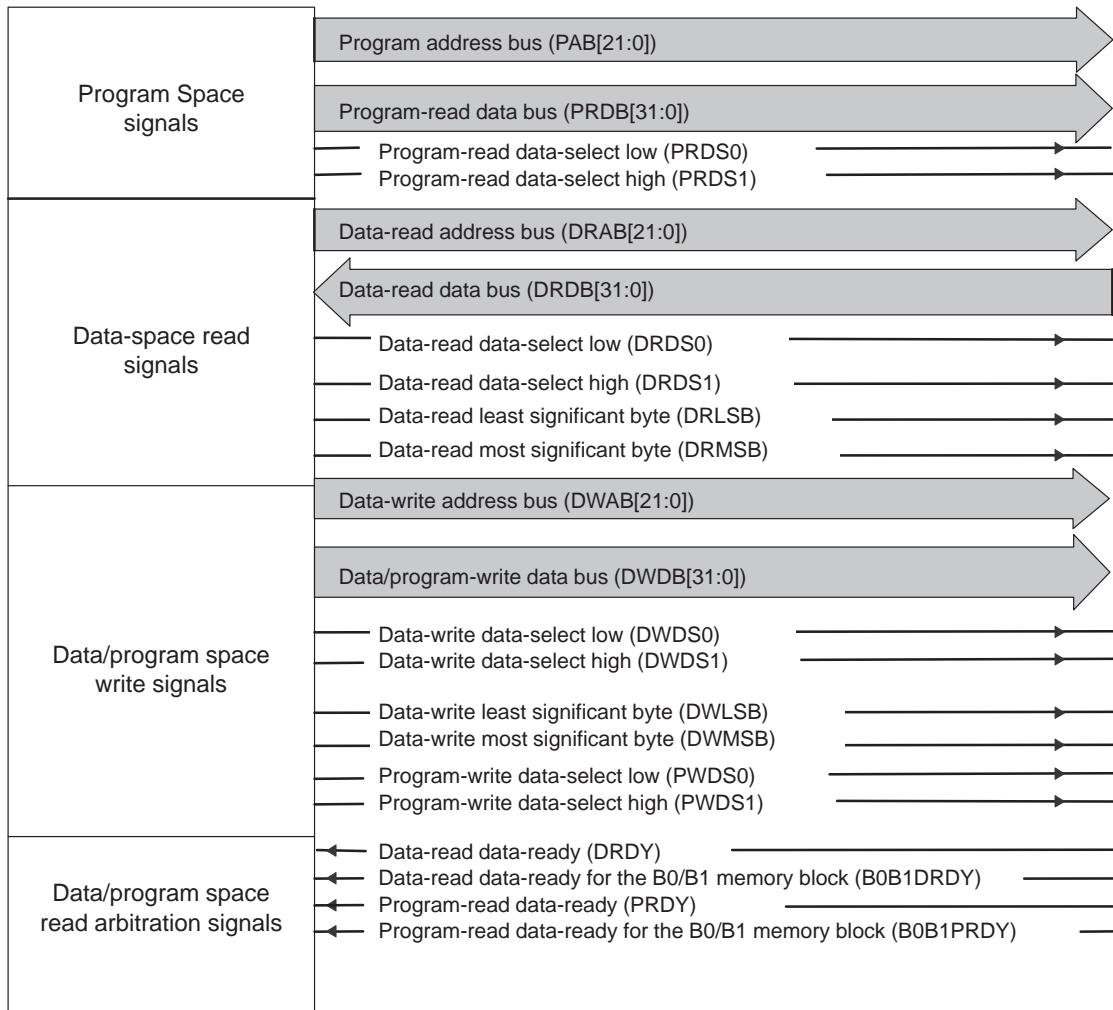 Program Space
signals
Program address bus (PAB[21:0])
Program-read data bus (PRDB[31:0])
Program-read data-select low (PRDS0)
Program-read data-select high (PRDS1)
Data-space read
signals
Data-read address bus (DRAB[21:0])
Data-read data bus (DRDB[31:0])
Data-read data-select low (DRDS0)
Data-read data-select high (DRDS1)
Data-read least significant byte (DRLSB)
Data-read most significant byte (DRMSB)
Data/program space
write signals
Data-write address bus (DWAB[21:0])
Data/program-write data bus (DWDB[31:0])
Data-write data-select low (DWDS0)
Data-write data-select high (DWDS1)
Data-write least significant byte (DWLSB)
Data-write most significant byte (DWMSB)
Program-write data-select low (PWDS0)
Program-write data-select high (PWDS1)
Data/program space
read arbitration signals
Data-read data-ready (DRDY)
Data-read data-ready for the B0/B1 memory block (B0B1DRDY)
Program-read data-ready (PRDY)
Program-read data-ready for the B0/B1 memory block (B0B1PRDY)